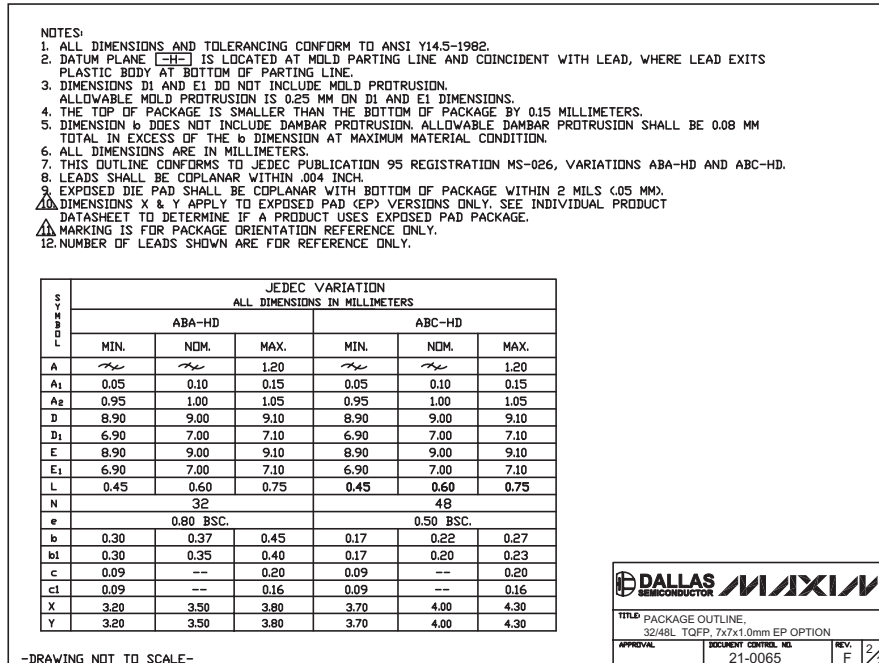 NOTES:
1. ALL DIMENSIONS AND TOLERANCING CONFORM TO ANSI Y14.5-1982.
2. DATUM PLANE -H- IS LOCATED AT MOLD PARTING LINE AND COINCIDENT WITH LEAD, WHERE LEAD EXITS
PLASTIC BODY AT BOTTOM OF PARTING LINE.
3. DIMENSIONS D1 AND E1 DO NOT INCLUDE MOLD PROTRUSION.
ALLOWABLE MOLD PROTRUSION IS 0.25 MM ON D1 AND E1 DIMENSIONS.
4. THE TOP OF PACKAGE IS SMALLER THAN THE BOTTOM OF PACKAGE BY 0.15 MILLIMETERS.
5. DIMENSION b DOES NOT INCLUDE DAMBAR PROTRUSION. ALLOWABLE DAMBAR PROTRUSION SHALL BE 0.08 MM
TOTAL IN EXCESS OF THE b DIMENSION AT MAXIMUM MATERIAL CONDITION.
6. ALL DIMENSIONS ARE IN MILLIMETERS.
7. THIS OUTLINE CONFORMS TO JEDEC PUBLICATION 95 REGISTRATION MS-026, VARIATIONS ABA-HD AND ABC-HD.
8. LEADS SHALL BE COPLANAR WITHIN .004 INCH.
9. EXPOSED DIE PAD SHALL BE COPLANAR WITH BOTTOM OF PACKAGE WITHIN 2 MILS (.05 MM).
10. DIMENSIONS X & Y APPLY TO EXPOSED PAD (EP) VERSIONS ONLY. SEE INDIVIDUAL PRODUCT
DATASHEET TO DETERMINE IF A PRODUCT USES EXPOSED PAD PACKAGE.
11. MARKING IS FOR PACKAGE ORIENTATION REFERENCE ONLY.
12. NUMBER OF LEADS SHOWN ARE FOR REFERENCE ONLY.
SYMBOL JEDEC VARIATION
ALL DIMENSIONS IN MILLIMETERS
ABA-HD ABC-HD
MIN. NOM. MAX. MIN. NOM. MAX.
A 1.20 1.20
A1 0.05 0.10 0.15 0.05 0.10 0.15
A2 0.95 1.00 1.05 0.95 1.00 1.05
D 8.90 9.00 9.10 8.90 9.00 9.10
D1 6.90 7.00 7.10 6.90 7.00 7.10
E 8.90 9.00 9.10 8.90 9.00 9.10
E1 6.90 7.00 7.10 6.90 7.00 7.10
L 0.45 0.60 0.75 0.45 0.60 0.75
N 32 48
e 0.80 BSC. 0.50 BSC.
b 0.30 0.37 0.45 0.17 0.22 0.27
b1 0.30 0.35 0.40 0.17 0.20 0.23
c 0.09 -- 0.20 0.09 -- 0.20
c1 0.09 -- 0.16 0.09 -- 0.16
X 3.20 3.50 3.80 3.70 4.00 4.30
Y 3.20 3.50 3.80 3.70 4.00 4.30
-DRAWING NOT TO SCALE-
DALLAS SEMICONDUCTOR MAXIM
TITLE: PACKAGE OUTLINE,
32/48L TQFP, 7x7x1.0mm EP OPTION
APPROVAL DOCUMENT CONTROL NO. REV.
21-0065 F 2/